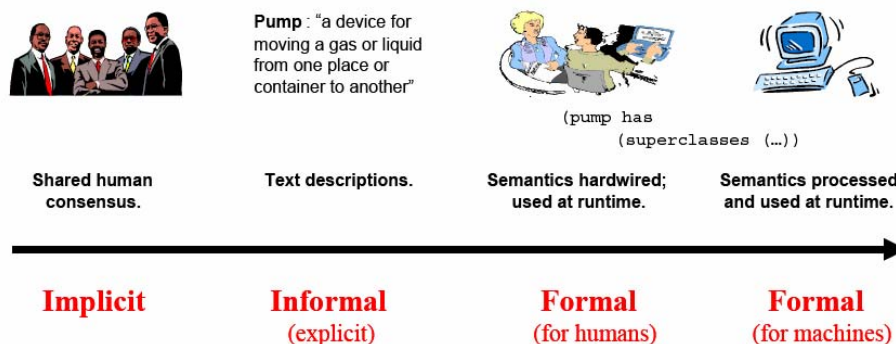 Pump : “a device for
moving a gas or liquid
from one place or
container to another”
(pump has
(superclasses (…))
Shared human
consensus.
Text descriptions.
Semantics hardwired;
used at runtime.
Semantics processed
and used at runtime.
Implicit
Informal
(explicit)
Formal
(for humans)
Formal
(for machines)